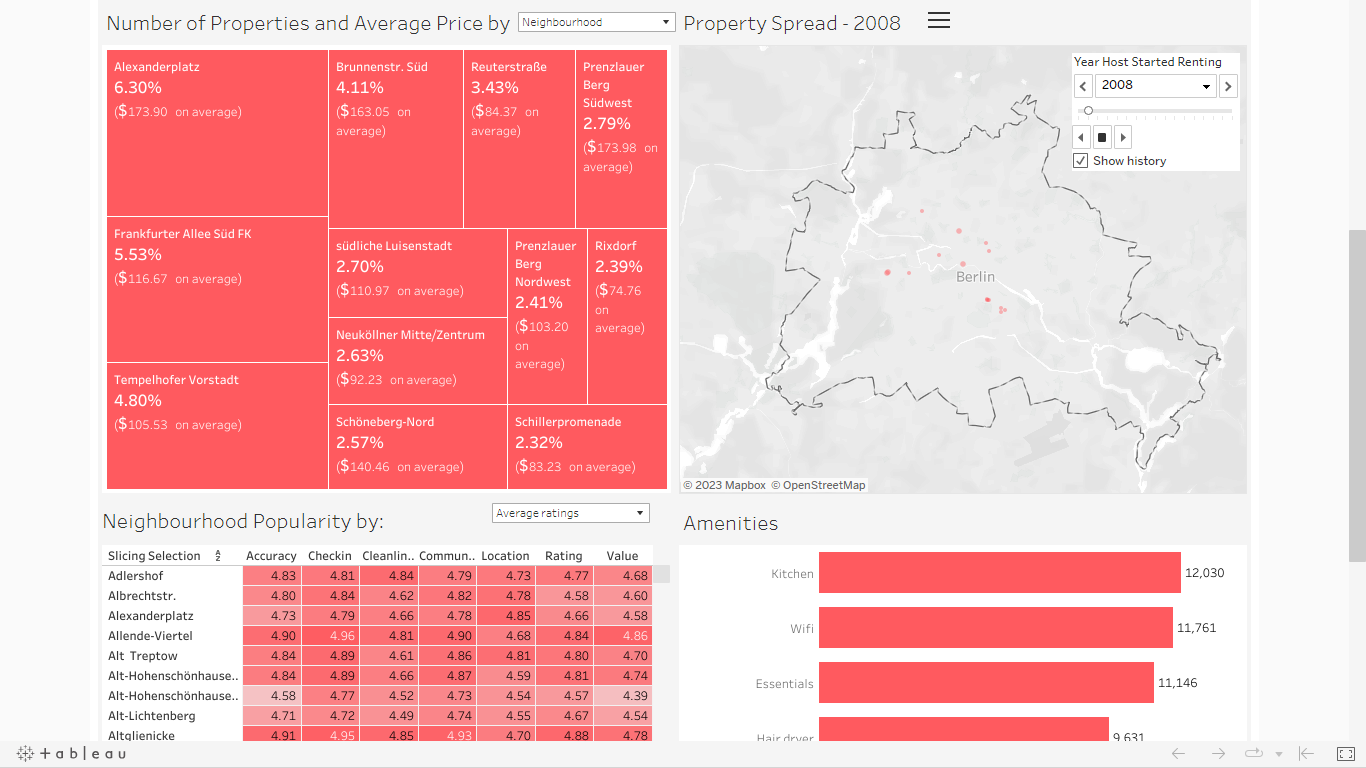 Number of Properties and Average Price by
Neighbourhood
Property Spread - 2008
Alexanderplatz
6.30%
($173.90 on average)
Brunnenstr. Süd
4.11%
($163.05 on
average)
Reuterstraße
3.43%
($84.37 on
average)
Prenzlauer
Berg
Südwest
2.79%
($173.98 on
average)
Frankfurter Allee Süd FK
5.53%
($116.67 on average)
südliche Luisenstadt
2.70%
($110.97 on average)
Prenzlauer
Berg
Nordwest
2.41%
($103.20
on
average)
Rixdorf
2.39%
($74.76
on
average)
Neuköllner Mitte/Zentrum
2.63%
($92.23 on average)
Tempelhofer Vorstadt
4.80%
($105.53 on average)
Schöneberg-Nord
2.57%
($140.46 on average)
Schillerpromenade
2.32%
($83.23 on average)
Year Host Started Renting
2008
Show history
Berlin
© 2023 Mapbox © OpenStreetMap
Neighbourhood Popularity by:
Average ratings
Slicing Selection Accuracy Checkin Cleanlin.. Commun.. Location Rating Value
Adlershof 4.83 4.81 4.84 4.79 4.73 4.77 4.68
Albrechtstr. 4.80 4.84 4.62 4.82 4.78 4.58 4.60
Alexanderplatz 4.73 4.79 4.66 4.78 4.85 4.66 4.58
Allende-Viertel 4.90 4.96 4.81 4.90 4.68 4.84 4.86
Alt Treptow 4.84 4.89 4.61 4.86 4.81 4.80 4.70
Alt-Hohenschönhause.. 4.84 4.89 4.66 4.87 4.59 4.81 4.74
Alt-Hohenschönhause.. 4.58 4.77 4.52 4.73 4.54 4.57 4.39
Alt-Lichtenberg 4.71 4.72 4.49 4.74 4.55 4.67 4.54
Altglienicke 4.91 4.95 4.85 4.93 4.70 4.88 4.78
Amenities
Kitchen 12,030
Wifi 11,761
Essentials 11,146
Hair dryer 9,631
+ableau